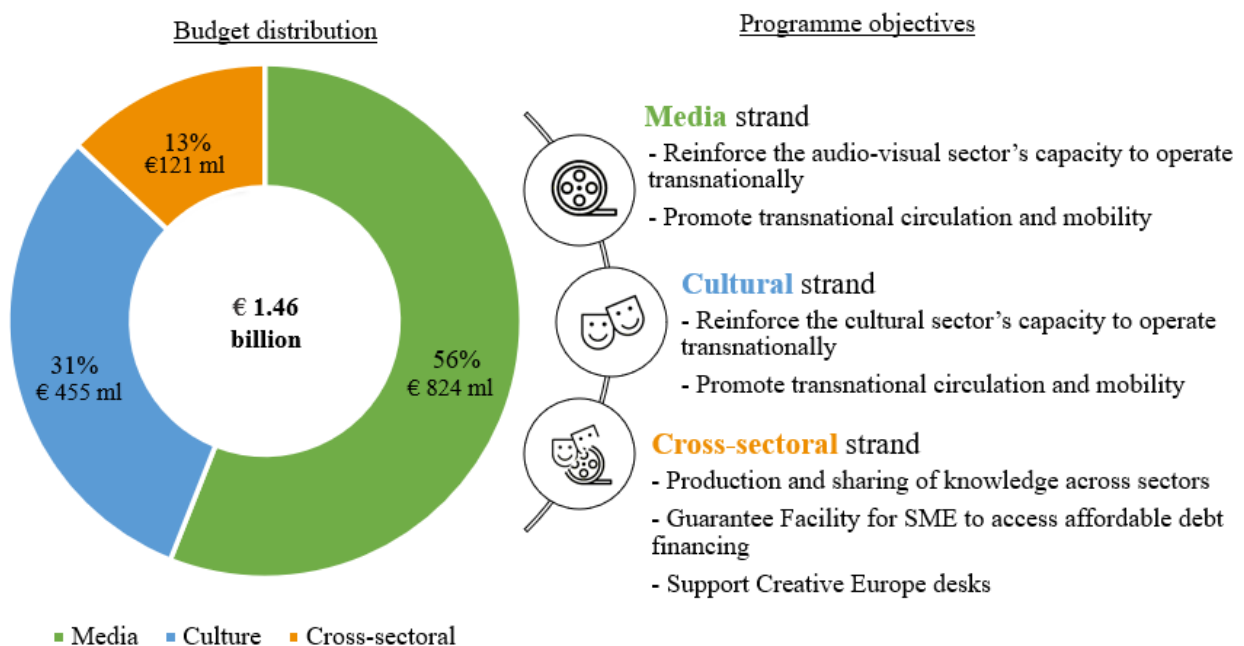 Budget distribution
13%
€121 ml
€ 1.46
billion
31%
€ 455 ml
56%
€ 824 ml
Media
Culture
Cross-sectoral
Programme objectives
Media strand
- Reinforce the audio-visual sector’s capacity to operate
transnationally
- Promote transnational circulation and mobility
Cultural strand
- Reinforce the cultural sector’s capacity to operate
transnationally
- Promote transnational circulation and mobility
Cross-sectoral strand
- Production and sharing of knowledge across sectors
- Guarantee Facility for SME to access affordable debt
financing
- Support Creative Europe desks